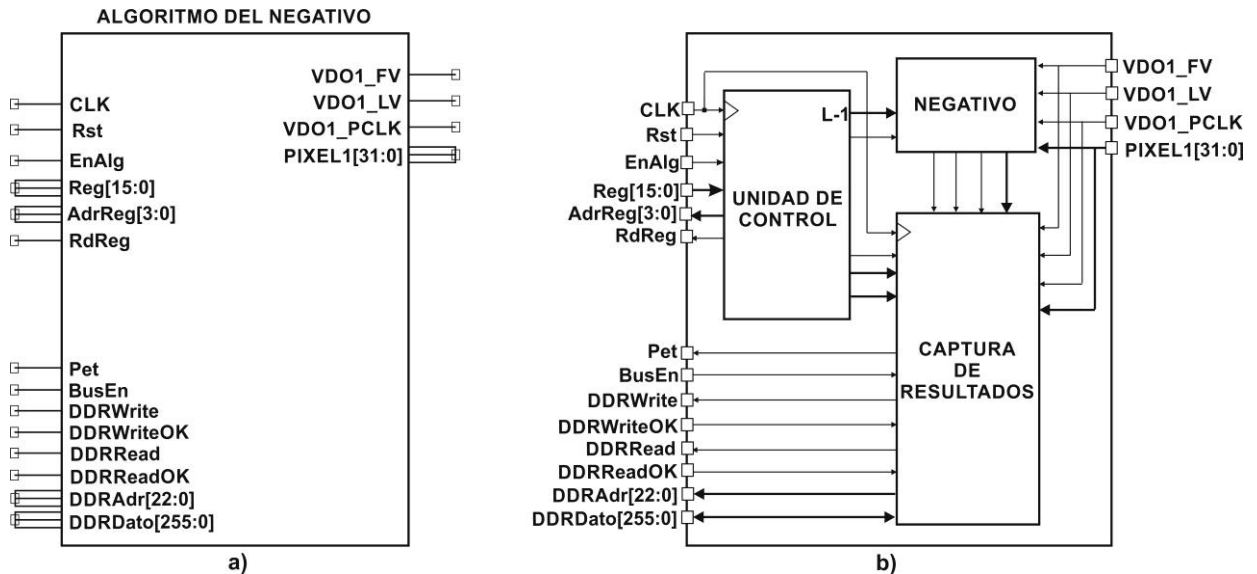 ALGORITMO DEL NEGATIVO
VDO1_FV
VDO1_LV
VDO1_PCLK
PIXEL1[31:0]
CLK
Rst
EnAlg
Reg[15:0]
AdrReg[3:0]
RdReg
Pet
BusEn
DDRWrite
DDRWriteOK
DDRRead
DDRReadOK
DDRAdr[22:0]
DDRDato[255:0]
a)
CLK
Rst
EnAlg
Reg[15:0]
AdrReg[3:0]
RdReg
L-1
UNIDAD DE
CONTROL
NEGATIVO
VDO1_FV
VDO1_LV
VDO1_PCLK
PIXEL1[31:0]
CAPTURA
DE
RESULTADOS
Pet
BusEn
DDRWrite
DDRWriteOK
DDRRead
DDRReadOK
DDRAdr[22:0]
DDRDato[255:0]
b)